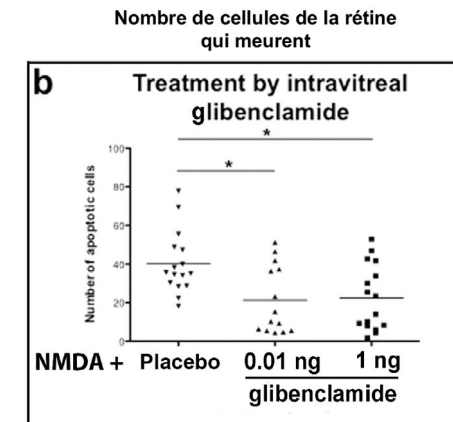 Nombre de cellules de la rétine
qui meurent
b
Treatment by intravitreal
glibenclamide
*
*
Number of apoptotic cells
100
80
60
40
20
0
NMDA + Placebo 0.01 ng 1 ng
glibenclamide